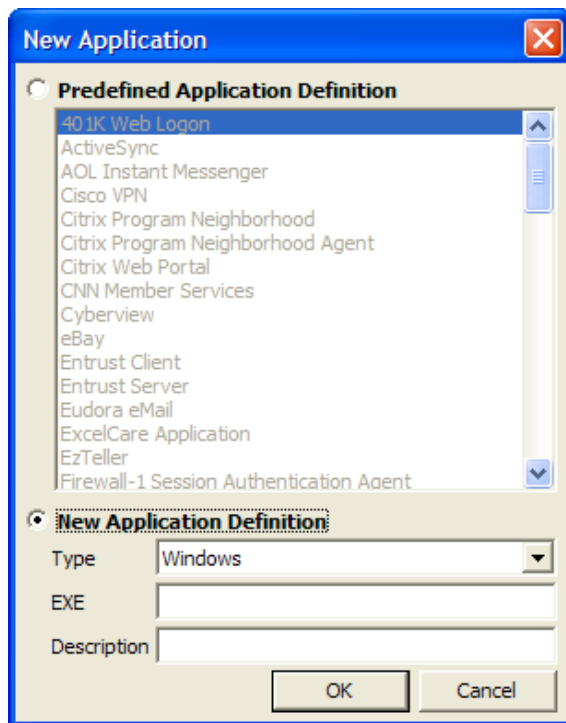 New Application
Predefined Application Definition
401K Web Logon
ActiveSync
AOL Instant Messenger
Cisco VPN
Citrix Program Neighborhood
Citrix Program Neighborhood Agent
Citrix Web Portal
CNN Member Services
Cyberview
eBay
Entrust Client
Entrust Server
Eudora eMail
ExcelCare Application
EzTeller
Firewall-1 Session Authentication Agent
New Application Definition
Type Windows
EXE
Description
OK Cancel